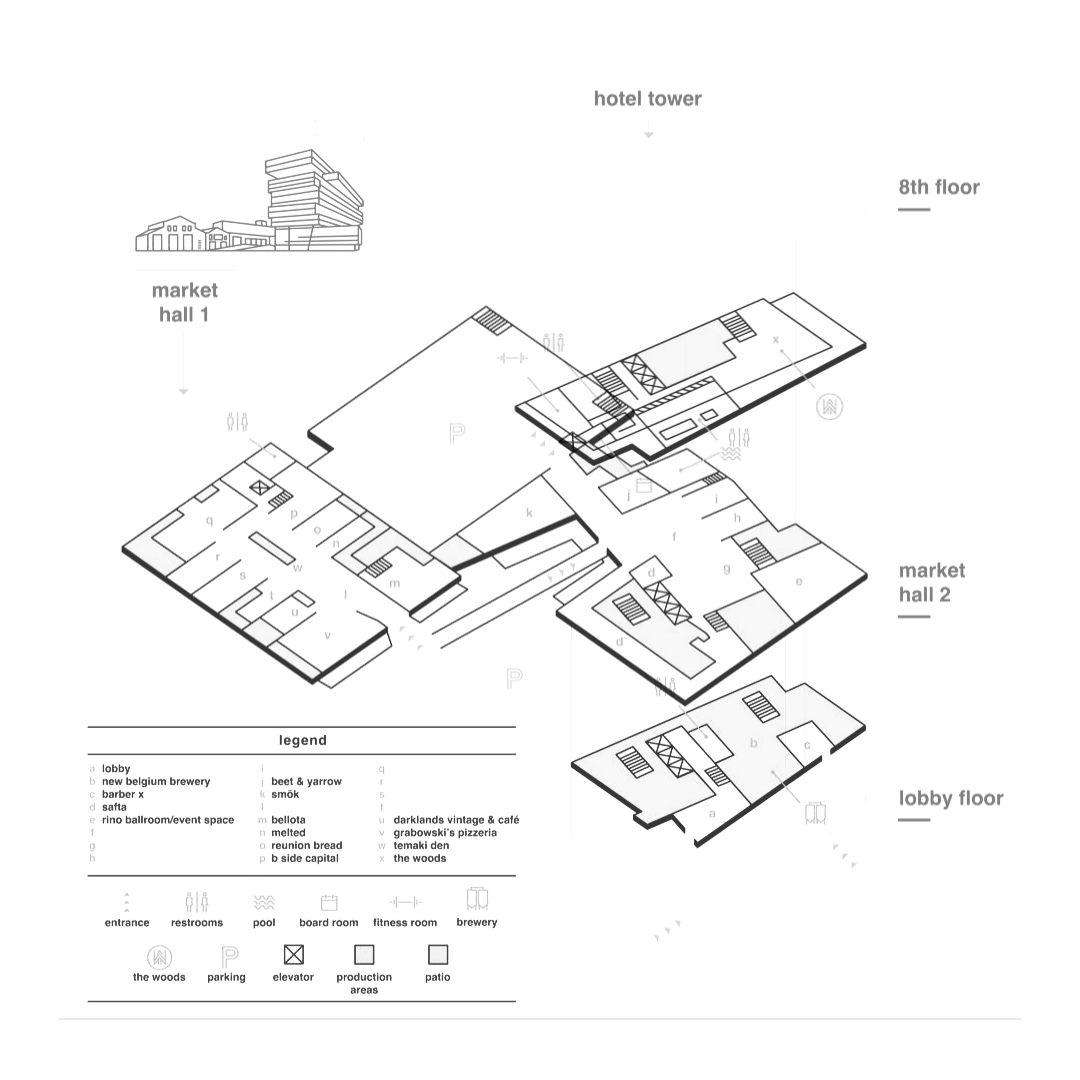 hotel tower
8th floor
market
hall 1
x
P
j
i
k
h
f
q
p
o
n
r
w
s
m
l
t
u
v
d
g
e
d
market
hall 2
P
b
c
a
lobby floor
legend
a lobby
b new belgium brewery
c barber x
d safta
e rino ballroom/event space
f
g
h
i
j beet & yarrow
k smōk
l
m bellota
n melted
o reunion bread
p b side capital
q
r
s
t
u darklands vintage & café
v grabowski's pizzeria
w temaki den
x the woods
entrance
restrooms
pool
board room
fitness room
brewery
P
the woods
parking
elevator
production
areas
patio